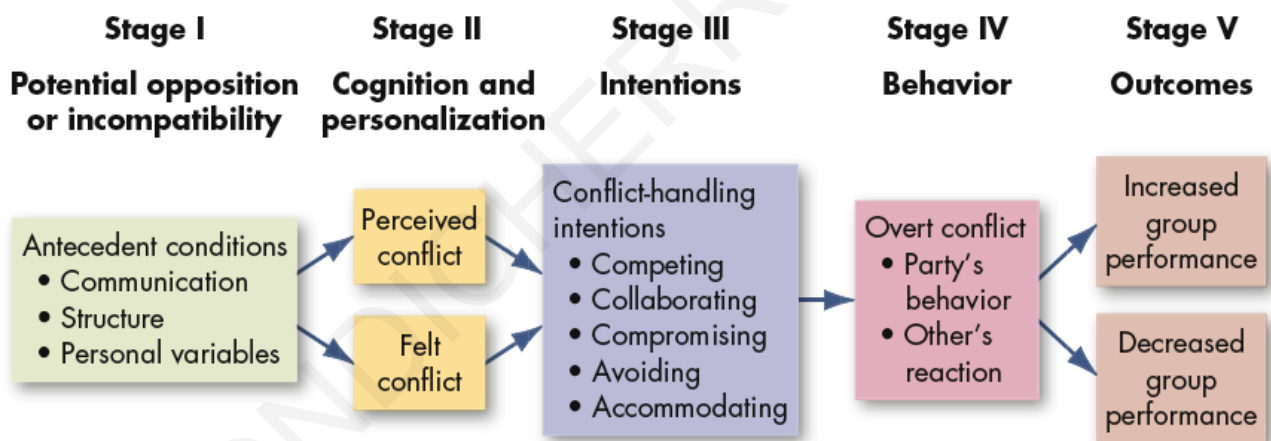 Stage I
Potential opposition
or incompatibility
Stage II
Cognition and
personalization
Stage III
Intentions
Stage IV
Behavior
Stage V
Outcomes
Antecedent conditions
• Communication
• Structure
• Personal variables
Perceived
conflict
Felt
conflict
Conflict-handling
intentions
• Competing
• Collaborating
• Compromising
• Avoiding
• Accommodating
Overt conflict
• Party's
behavior
• Other's
reaction
Increased
group
performance
Decreased
group
performance